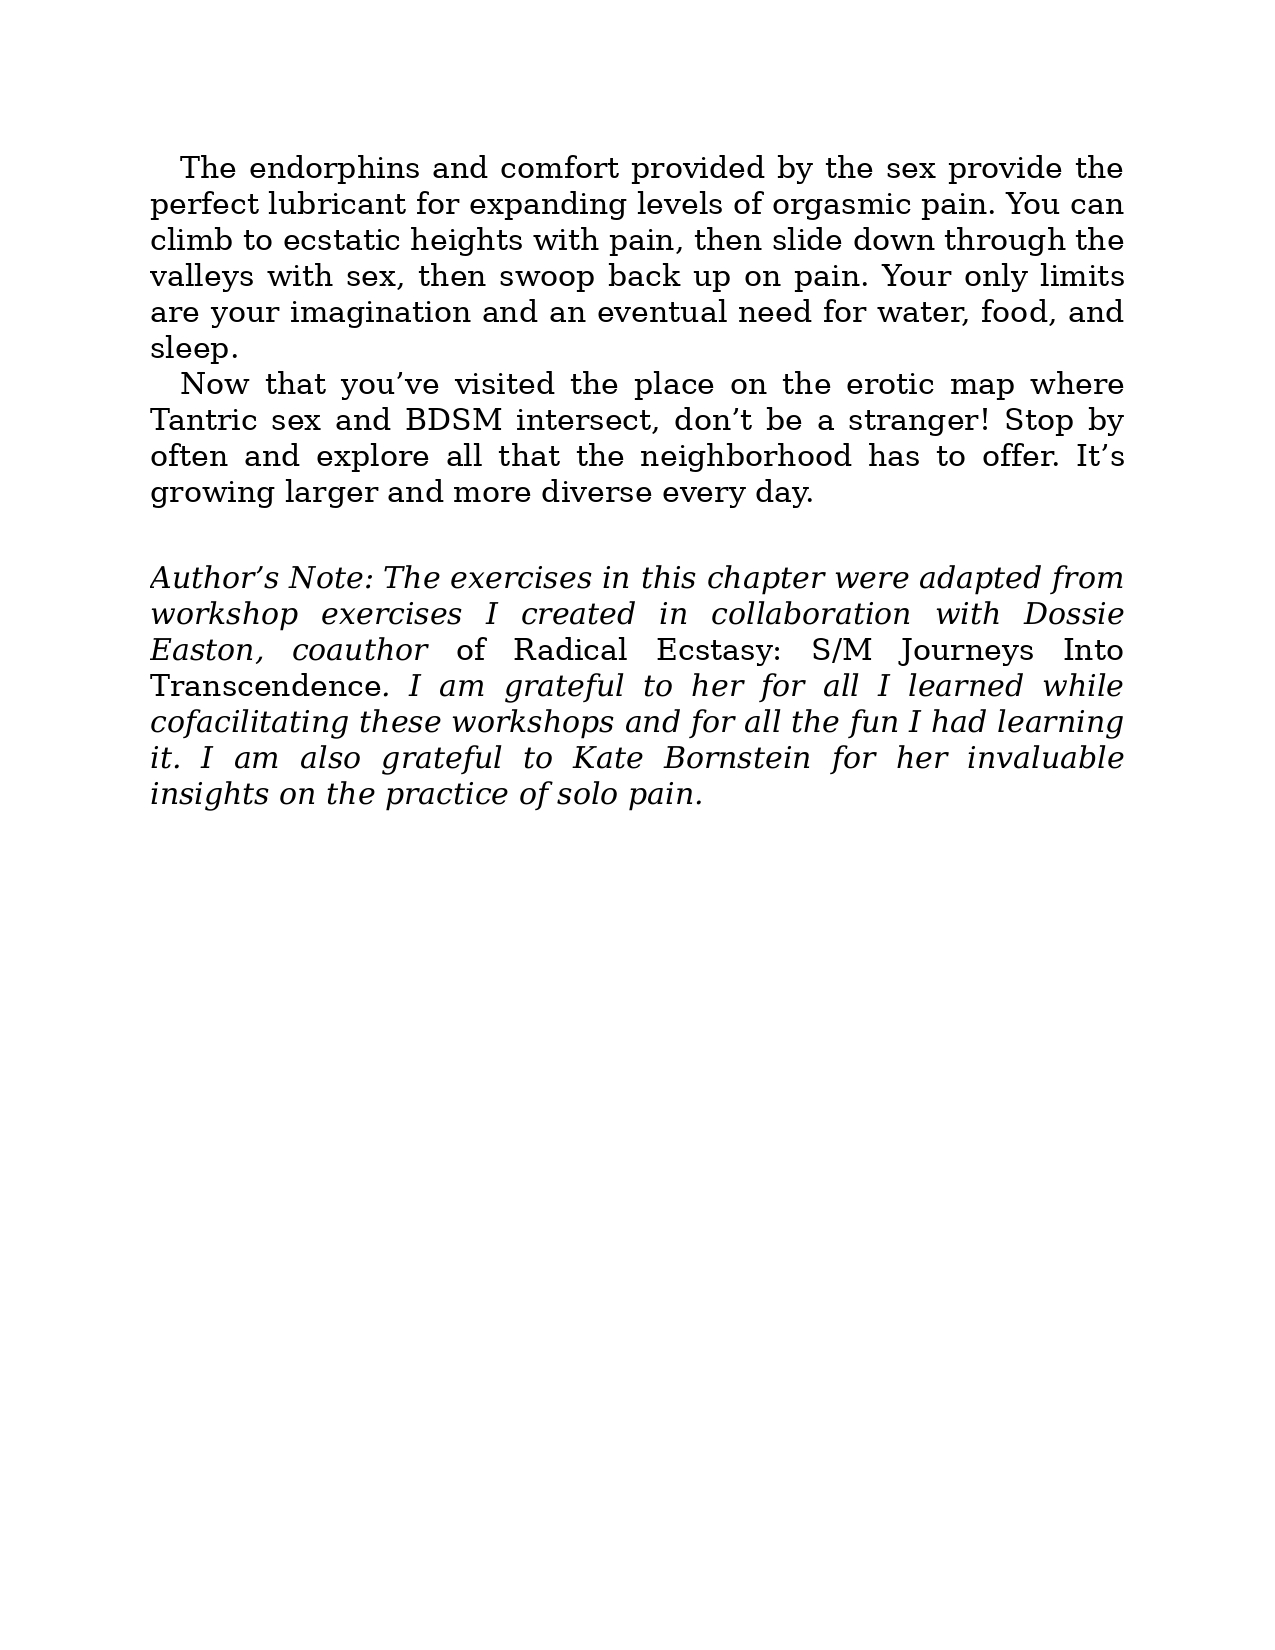 The endorphins and comfort provided by the sex provide the
perfect lubricant for expanding levels of orgasmic pain. You can
climb to ecstatic heights with pain, then slide down through the
valleys with sex, then swoop back up on pain. Your only limits
are your imagination and an eventual need for water, food, and
sleep.
Now that you’ve visited the place on the erotic map where
Tantric sex and BDSM intersect, don’t be a stranger! Stop by
often and explore all that the neighborhood has to offer. It’s
growing larger and more diverse every day.
Author’s Note: The exercises in this chapter were adapted from
workshop exercises I created in collaboration with Dossie
Easton, coauthor of Radical Ecstasy: S/M Journeys Into
Transcendence. I am grateful to her for all I learned while
cofacilitating these workshops and for all the fun I had learning
it. I am also grateful to Kate Bornstein for her invaluable
insights on the practice of solo pain.